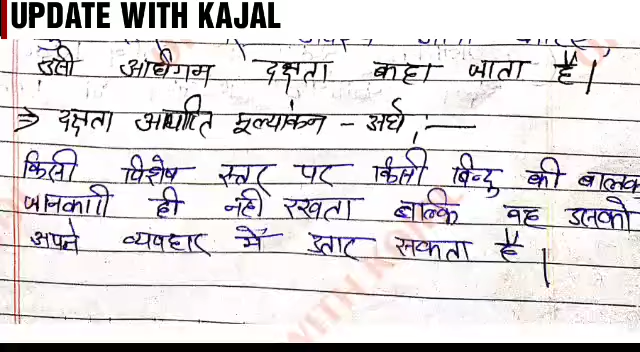 UPDATE WITH KAJAL
उसी आधिगम दक्षता कहा जाता है।
⇒ दक्षता आधारित मूल्यांकन - अर्थ :—
किसी विशेष स्तर पर किसी बिन्दु की बालक
जानकारी ही नही रखता बल्कि वह उसको
अपने व्यवहार में उतार सकता है।